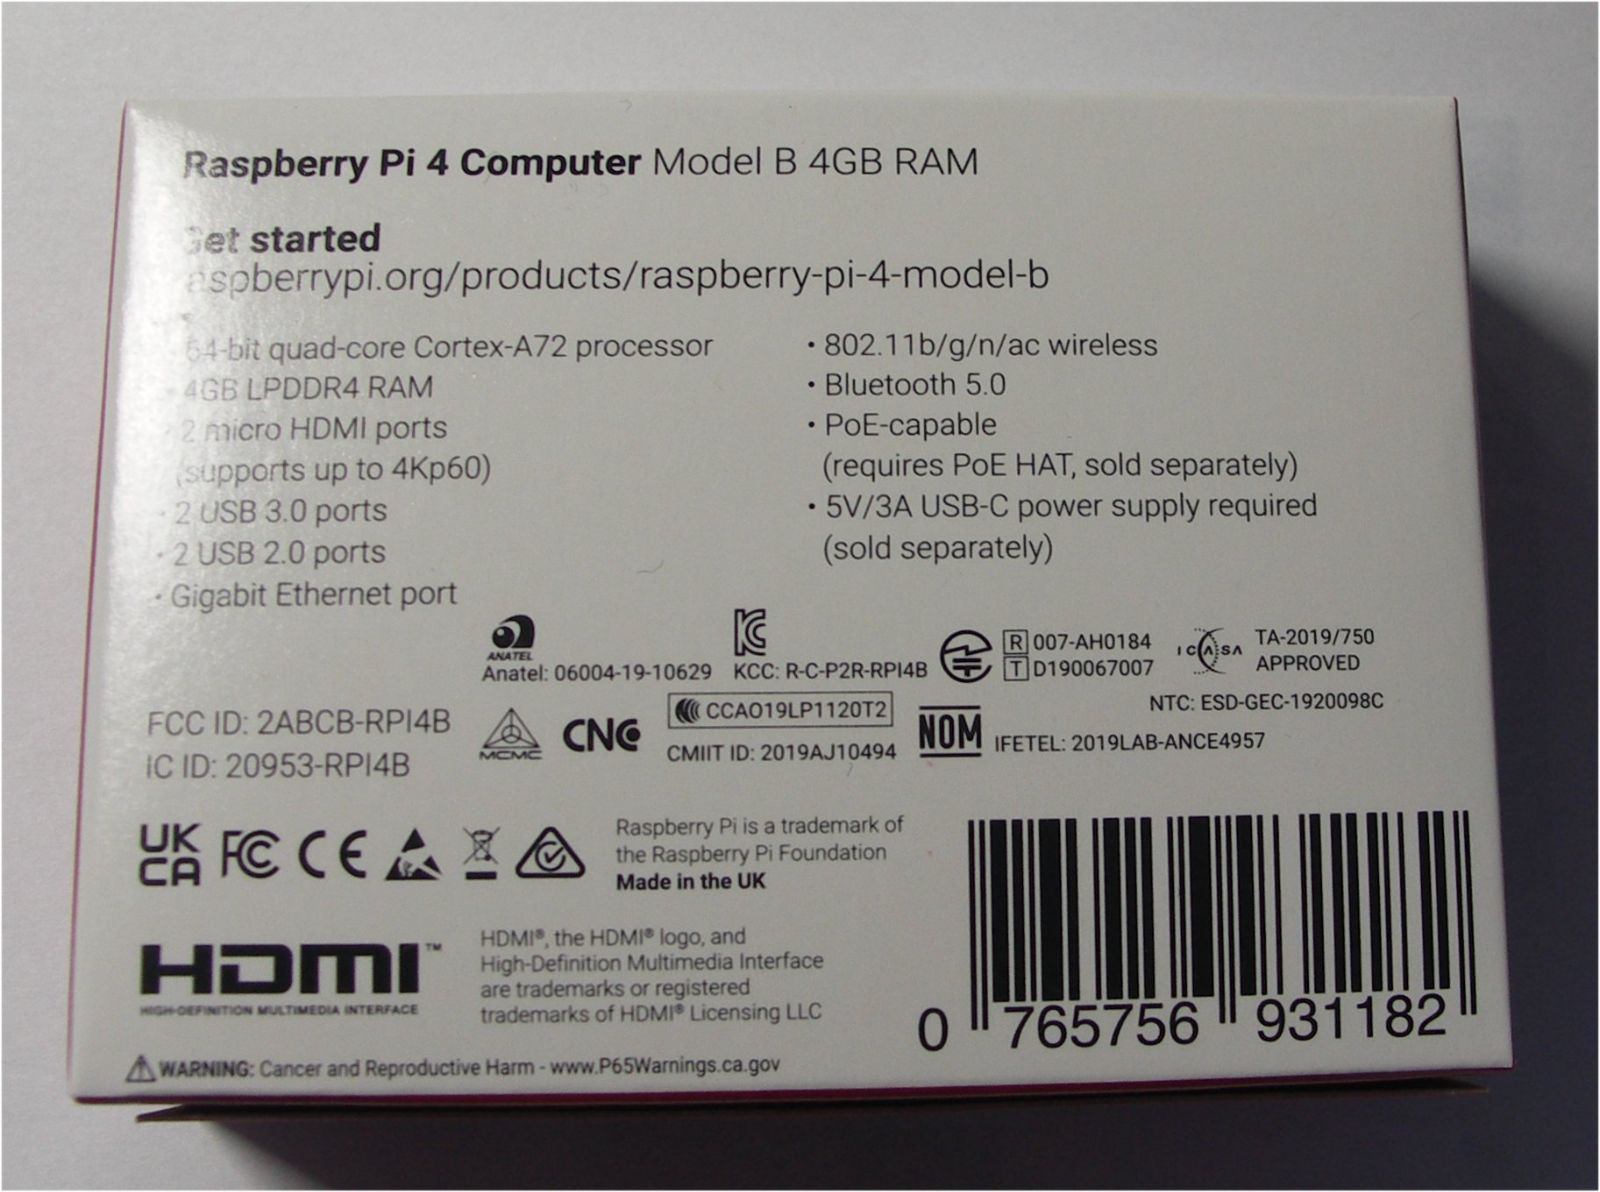 Raspberry Pi 4 Computer Model B 4GB RAM
Get started
raspberrypi.org/products/raspberry-pi-4-model-b
64-bit quad-core Cortex-A72 processor
· 4GB LPDDR4 RAM
· 2 micro HDMI ports
(supports up to 4Kp60)
· 2 USB 3.0 ports
· 2 USB 2.0 ports
· Gigabit Ethernet port
· 802.11b/g/n/ac wireless
· Bluetooth 5.0
· PoE-capable
(requires PoE HAT, sold separately)
· 5V/3A USB-C power supply required
(sold separately)
ANATEL
Anatel: 06004-19-10629
KCC: R-C-P2R-RPI4B
R 007-AH0184
T D190067007
ICASA
TA-2019/750
APPROVED
NTC: ESD-GEC-1920098C
FCC ID: 2ABCB-RPI4B
IC ID: 20953-RPI4B
MCMC
CNC
CCAO19LP1120T2
CMIIT ID: 2019AJ10494
NOM
IFETEL: 2019LAB-ANCE4957
UK
CA
FC CE
Raspberry Pi is a trademark of
the Raspberry Pi Foundation
Made in the UK
HDMI™
HIGH-DEFINITION MULTIMEDIA INTERFACE
HDMI®, the HDMI® logo, and
High-Definition Multimedia Interface
are trademarks or registered
trademarks of HDMI® Licensing LLC
0 765756 931182
WARNING: Cancer and Reproductive Harm - www.P65Warnings.ca.gov